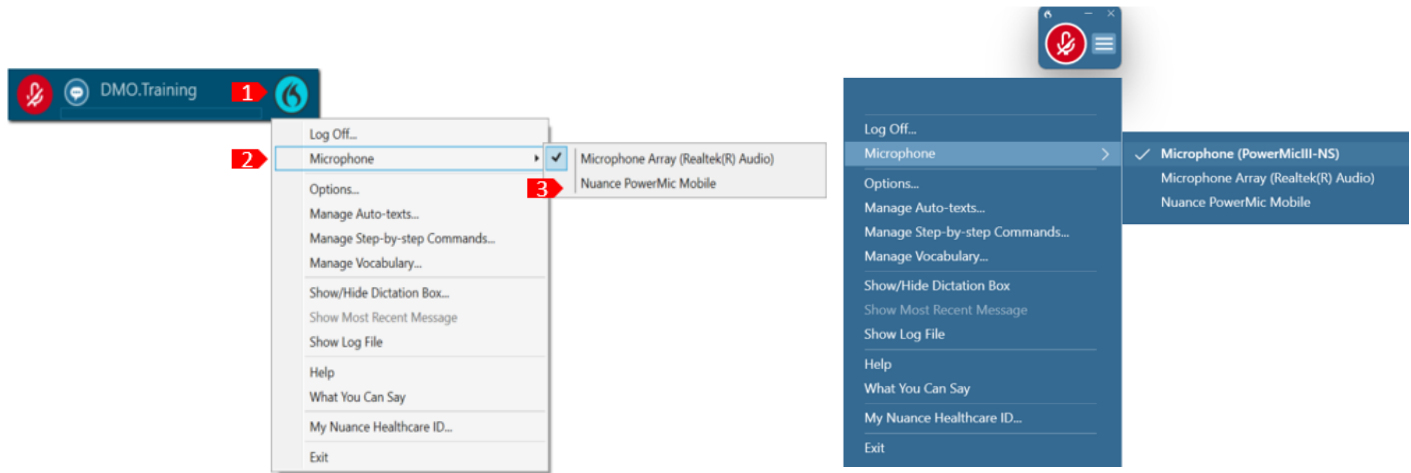 DMO.Training
1
Log Off...
2
Microphone
Microphone Array (Realtek(R) Audio)
3
Nuance PowerMic Mobile
Options...
Manage Auto-texts...
Manage Step-by-step Commands...
Manage Vocabulary...
Show/Hide Dictation Box...
Show Most Recent Message
Show Log File
Help
What You Can Say
My Nuance Healthcare ID...
Exit
Log Off...
Microphone
Microphone (PowerMicIII-NS)
Microphone Array (Realtek(R) Audio)
Nuance PowerMic Mobile
Options...
Manage Auto-texts...
Manage Step-by-step Commands...
Manage Vocabulary...
Show/Hide Dictation Box
Show Most Recent Message
Show Log File
Help
What You Can Say
My Nuance Healthcare ID...
Exit